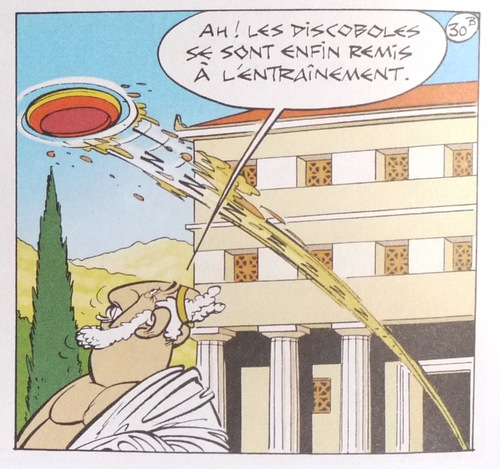 AH! LES DISCOBOLES
SE SONT ENFIN REMIS
À L'ENTRAÎNEMENT.
30B